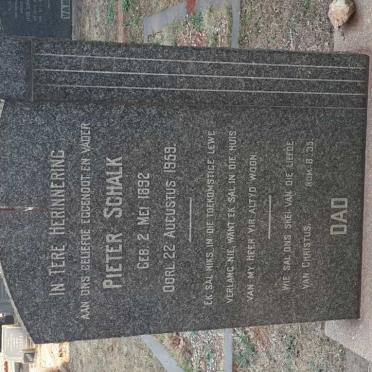 IN TERE HERINNERING
AAN ONS GELIEFDE EGGENOOT EN VADER
PIETER SCHALK
GEB. 2 MEI 1892
OORL. 22 AUGUSTUS 1959.
EK SAL NIKS, IN DIE TOEKOMSTIGE LEWE
VERLANG NIE, WANT EK SAL IN DIE HUIS
VAN MY HEER VIR ALTYD WOON.
WIE SAL ONS SKEI VAN DIE LIEFDE
VAN CHRISTUS. ROM. 8:35
DAD